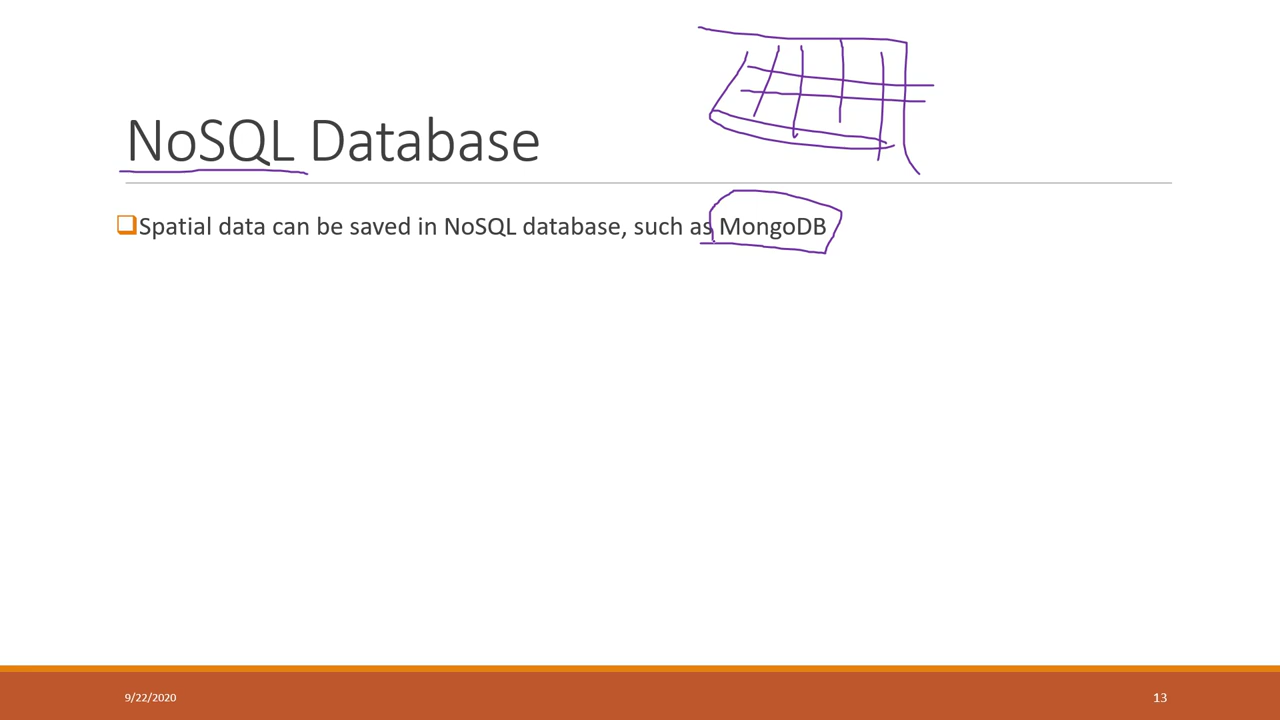 NoSQL Database
Spatial data can be saved in NoSQL database, such as MongoDB
9/22/2020
13